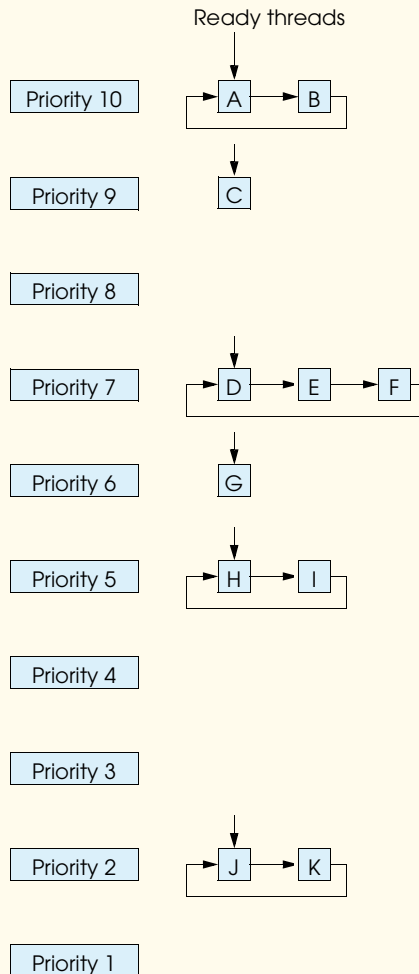 Ready threads
Priority 10 A B
Priority 9 C
Priority 8
Priority 7 D E F
Priority 6 G
Priority 5 H I
Priority 4
Priority 3
Priority 2 J K
Priority 1